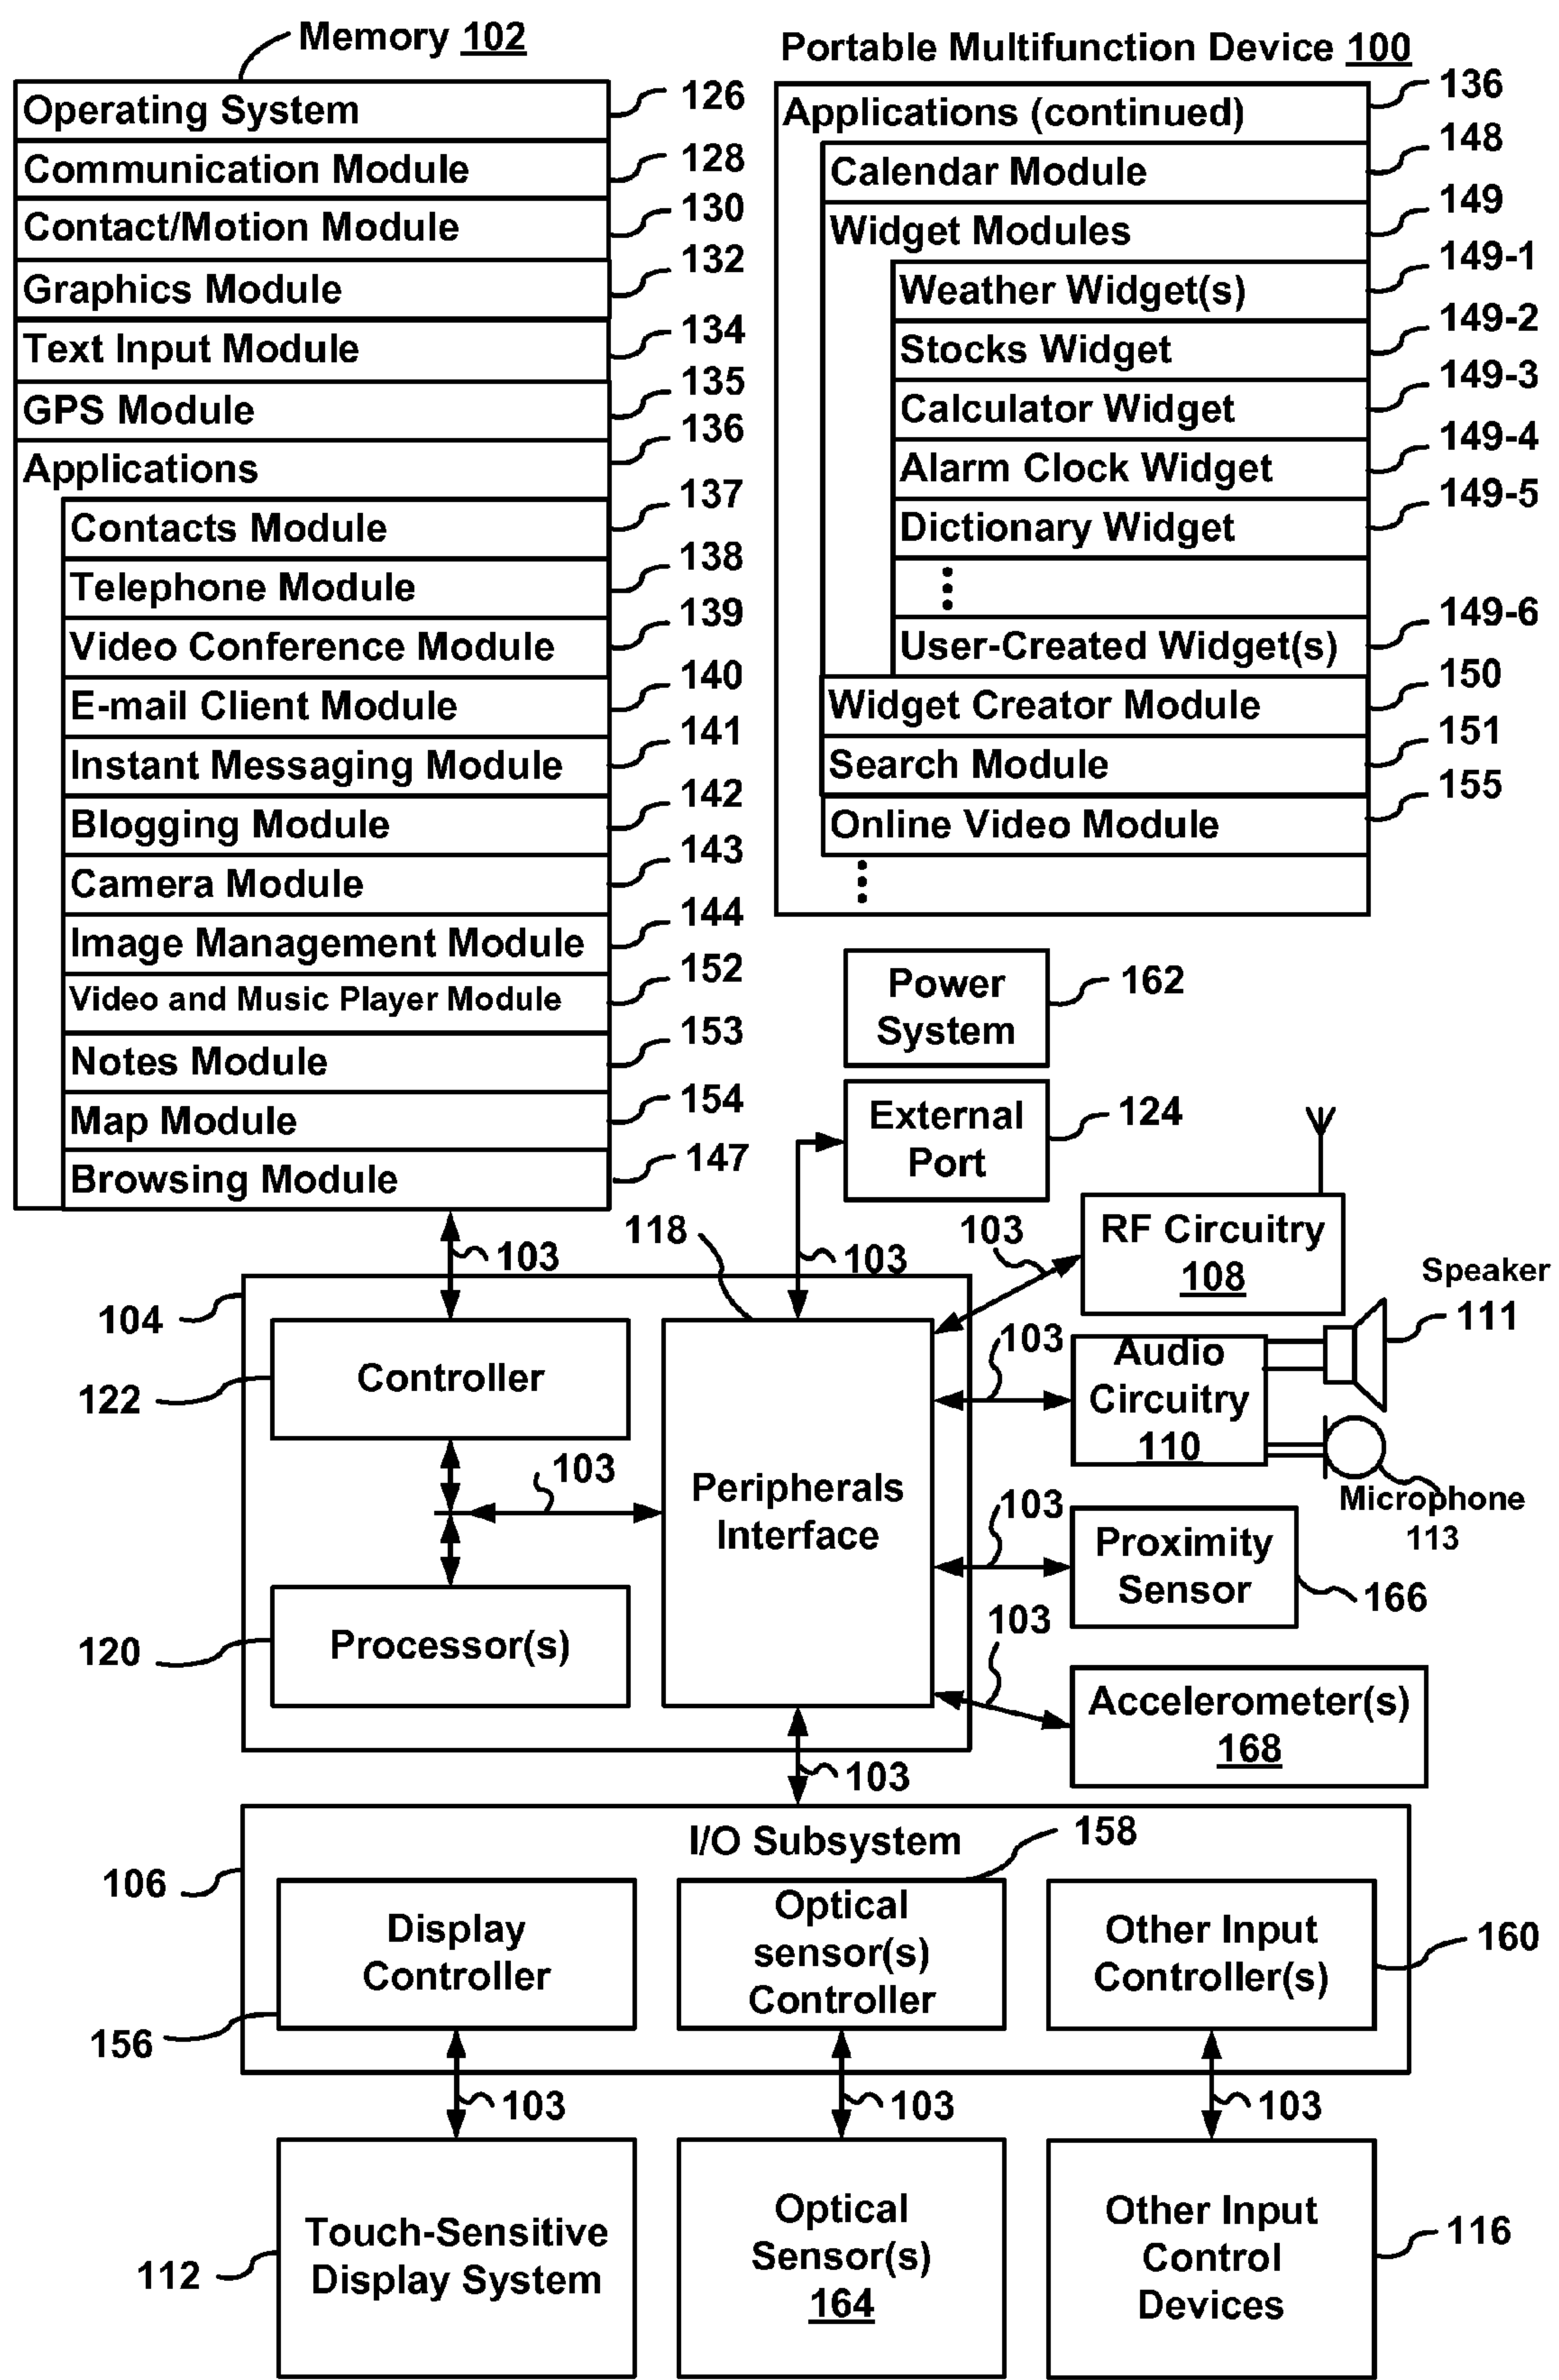 Memory 102
Operating System 126
Communication Module 128
Contact/Motion Module 130
Graphics Module 132
Text Input Module 134
GPS Module 135
Applications 136
Contacts Module 137
Telephone Module 138
Video Conference Module 139
E-mail Client Module 140
Instant Messaging Module 141
Blogging Module 142
Camera Module 143
Image Management Module 144
Video and Music Player Module 152
Notes Module 153
Map Module 154
Browsing Module 147
Portable Multifunction Device 100
Applications (continued) 136
Calendar Module 148
Widget Modules 149
Weather Widget(s) 149-1
Stocks Widget 149-2
Calculator Widget 149-3
Alarm Clock Widget 149-4
Dictionary Widget 149-5
User-Created Widget(s) 149-6
Widget Creator Module 150
Search Module 151
Online Video Module 155
Power
System
162
External
Port
124
103
118
103
103
RF Circuitry
108
Speaker
111
104
Controller
122
103
Audio
Circuitry
110
Microphone
113
103
Peripherals
Interface
103
Proximity
Sensor
166
Processor(s)
120
103
Accelerometer(s)
168
103
I/O Subsystem
106
158
Display
Controller
156
Optical
sensor(s)
Controller
Other Input
Controller(s)
160
103
103
103
Touch-Sensitive
Display System
112
Optical
Sensor(s)
164
Other Input
Control
Devices
116